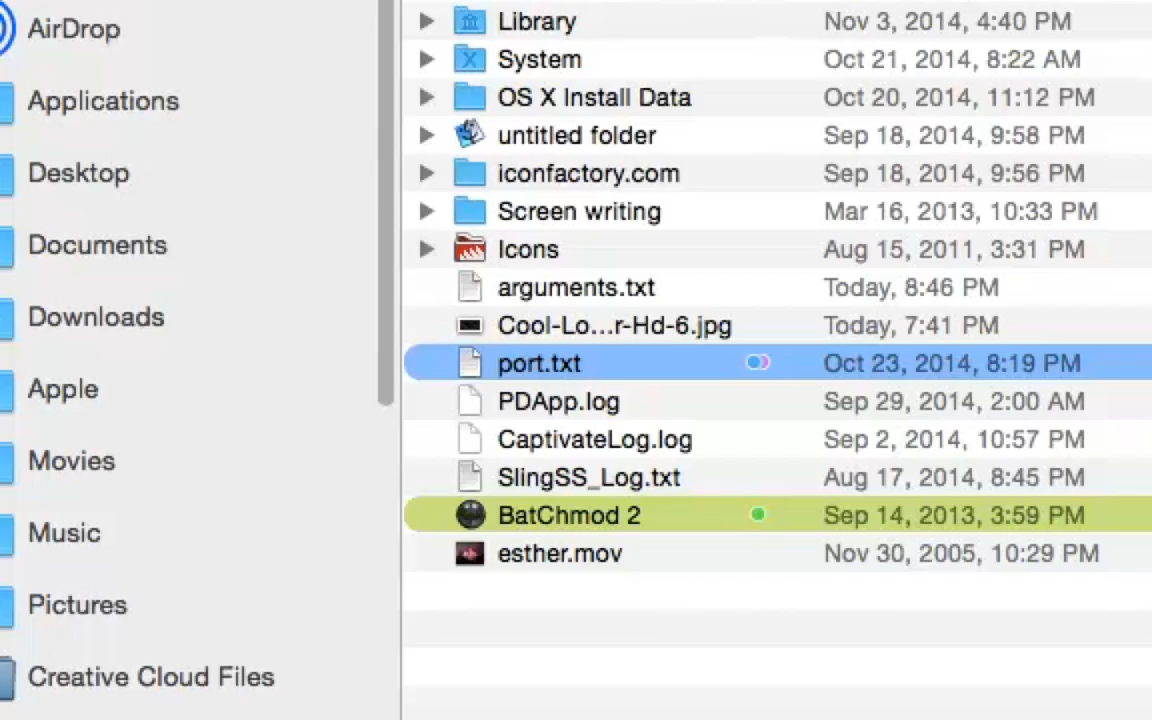 AirDrop
Applications
Desktop
Documents
Downloads
Apple
Movies
Music
Pictures
Creative Cloud Files
Library Nov 3, 2014, 4:40 PM
System Oct 21, 2014, 8:22 AM
OS X Install Data Oct 20, 2014, 11:12 PM
untitled folder Sep 18, 2014, 9:58 PM
iconfactory.com Sep 18, 2014, 9:56 PM
Screen writing Mar 16, 2013, 10:33 PM
Icons Aug 15, 2011, 3:31 PM
arguments.txt Today, 8:46 PM
Cool-Lo...r-Hd-6.jpg Today, 7:41 PM
port.txt Oct 23, 2014, 8:19 PM
PDApp.log Sep 29, 2014, 2:00 AM
CaptivateLog.log Sep 2, 2014, 10:57 PM
SlingSS_Log.txt Aug 17, 2014, 8:45 PM
BatChmod 2 Sep 14, 2013, 3:59 PM
esther.mov Nov 30, 2005, 10:29 PM